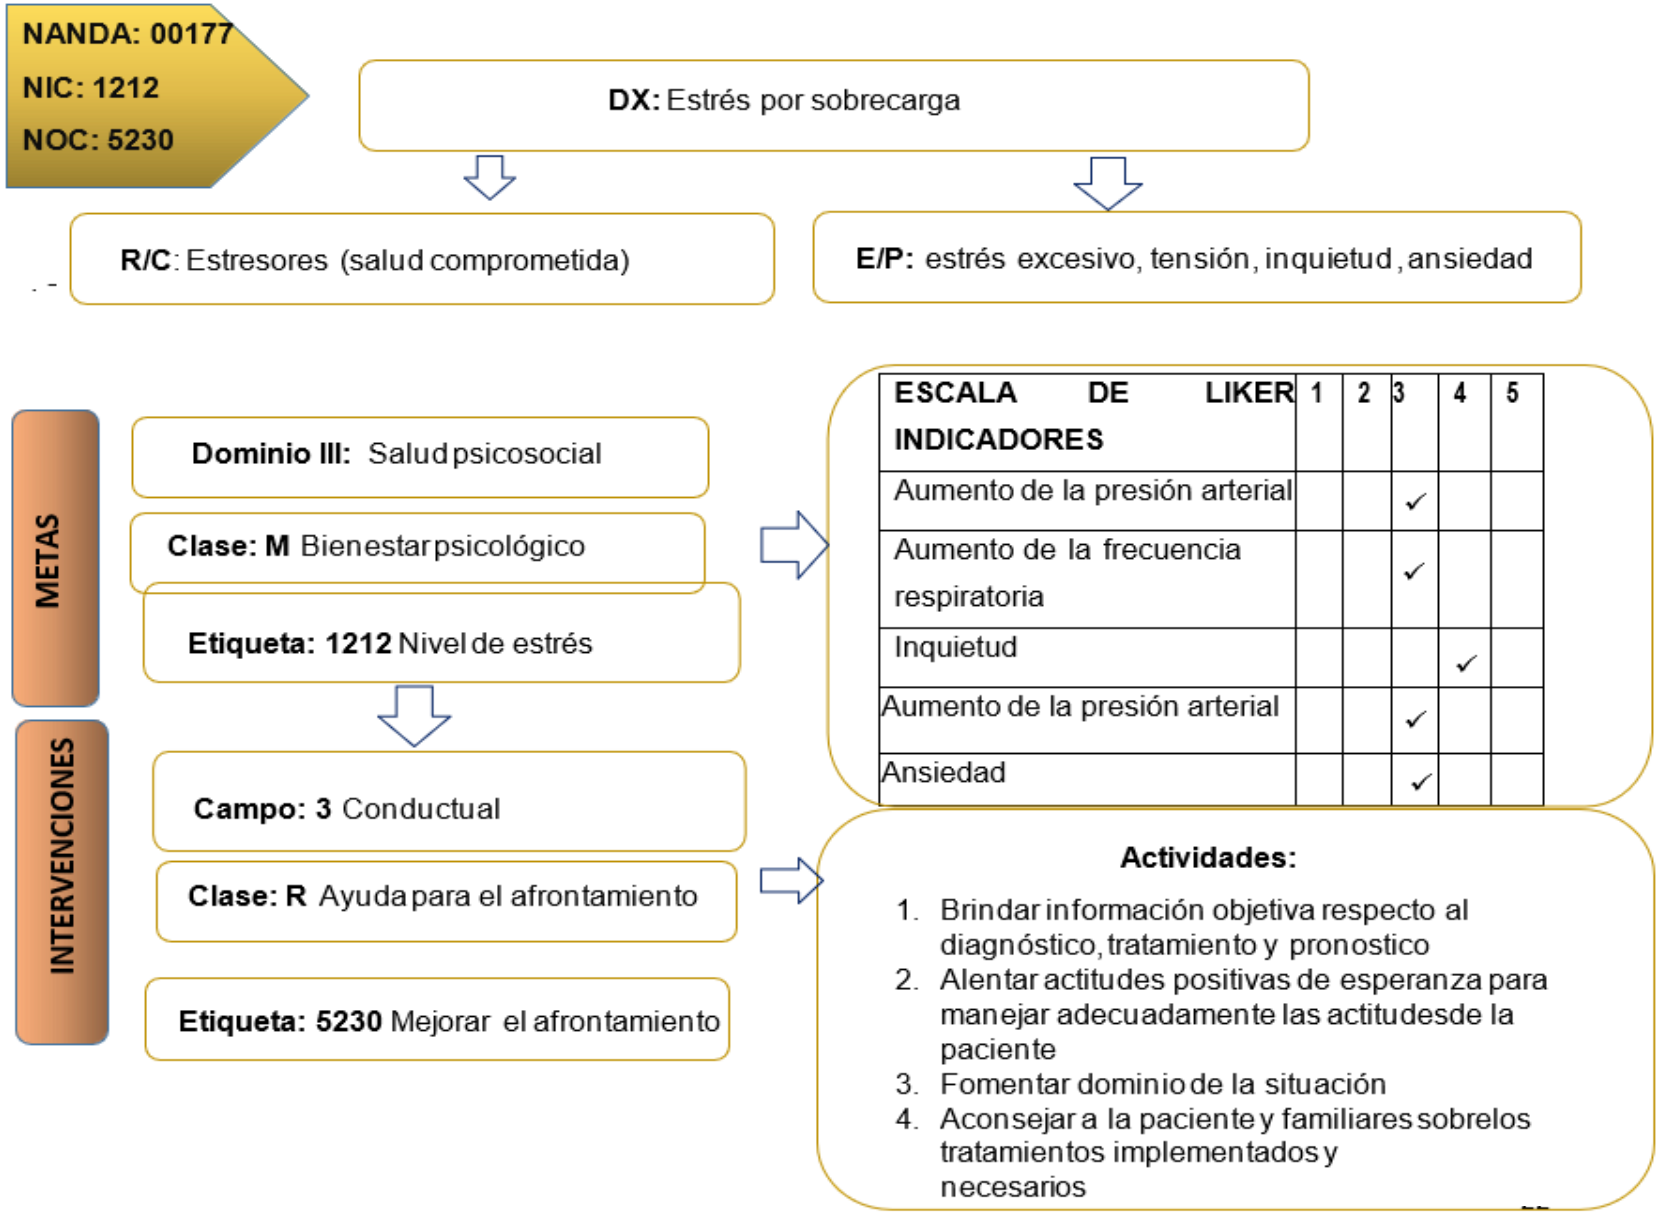 NANDA: 00177
NIC: 1212
NOC: 5230
DX: Estrés por sobrecarga
R/C: Estresores (salud comprometida)
E/P: estrés excesivo, tensión, inquietud, ansiedad
. -
METAS
Dominio III: Salud psicosocial
Clase: M Bienestar psicológico
Etiqueta: 1212 Nivel de estrés
ESCALA DE LIKER 1 2 3 4 5
INDICADORES
Aumento de la presión arterial ✓
Aumento de la frecuencia
respiratoria ✓
Inquietud ✓
Aumento de la presión arterial ✓
Ansiedad ✓
INTERVENCIONES
Campo: 3 Conductual
Clase: R Ayuda para el afrontamiento
Etiqueta: 5230 Mejorar el afrontamiento
Actividades:
1. Brindar información objetiva respecto al
diagnóstico, tratamiento y pronostico
2. Alentar actitudes positivas de esperanza para
manejar adecuadamente las actitudesde la
paciente
3. Fomentar dominio de la situación
4. Aconsejar a la paciente y familiares sobrelos
tratamientos implementados y
necesarios